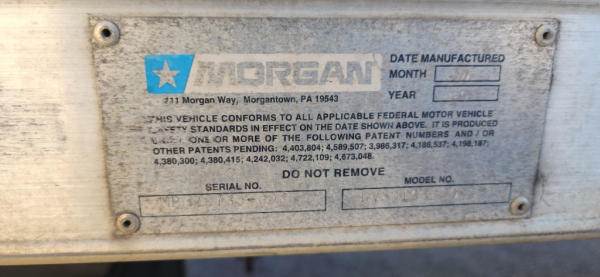 MORGAN
DATE MANUFACTURED
MONTH
YEAR
711 Morgan Way, Morgantown, PA 19543
THIS VEHICLE CONFORMS TO ALL APPLICABLE FEDERAL MOTOR VEHICLE
SAFETY STANDARDS IN EFFECT ON THE DATE SHOWN ABOVE. IT IS PRODUCED
ONE OR MORE OF THE FOLLOWING PATENT NUMBERS AND / OR
OTHER PATENTS PENDING: 4,403,804; 4,589,507; 3,986,317; 4,186,537; 4,198,187;
4,380,300; 4,380,415; 4,242,032; 4,722,109; 4,673,048.
DO NOT REMOVE
SERIAL NO.
MODEL NO.